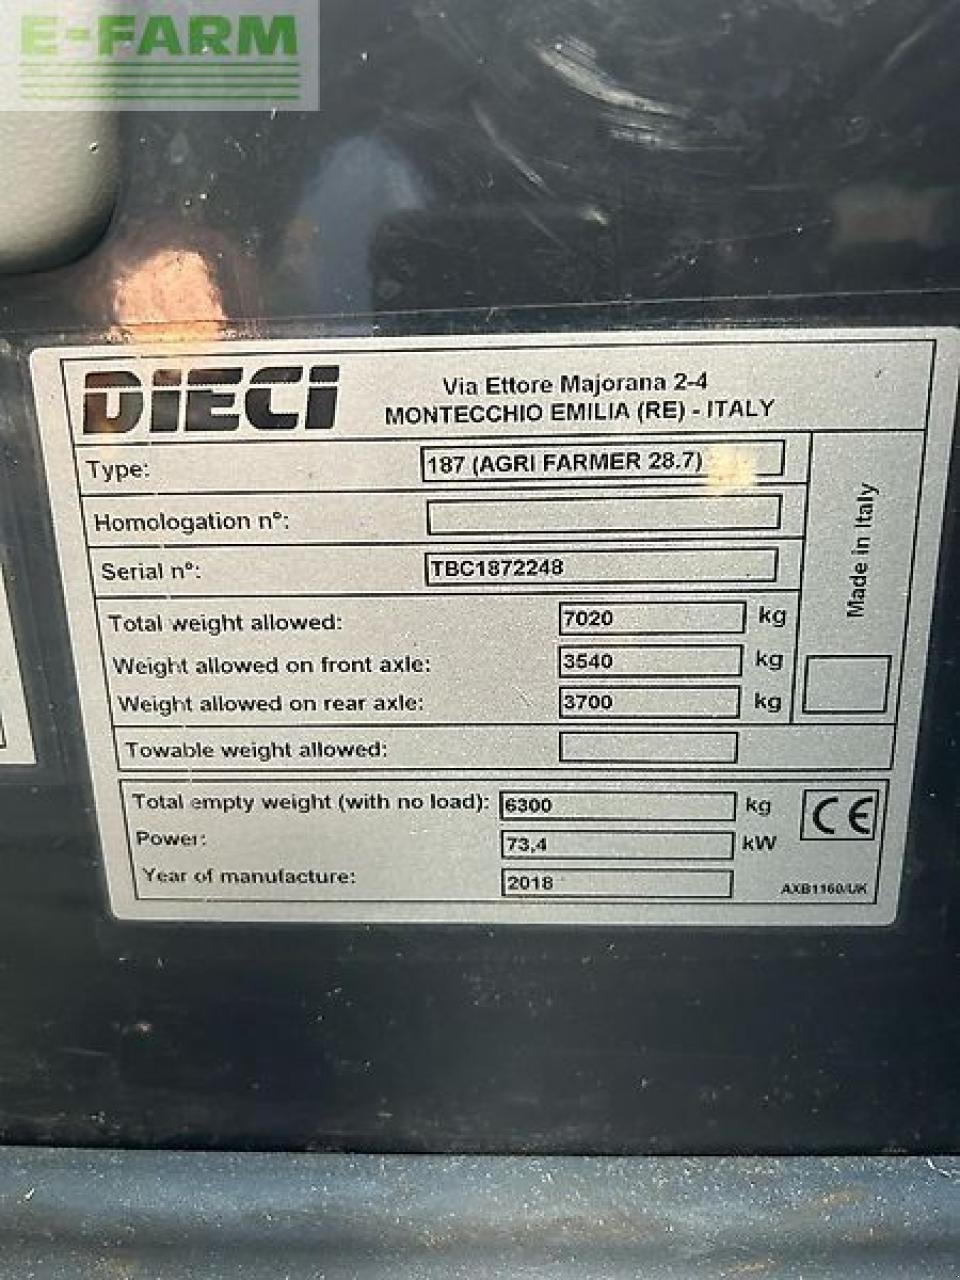 E-FARM
DIECI
Via Ettore Majorana 2-4
MONTECCHIO EMILIA (RE) - ITALY
Type: 187 (AGRI FARMER 28.7)
Homologation n°:
Serial n°: TBC1872248
Made in Italy
Total weight allowed: 7020 kg
Weight allowed on front axle: 3540 kg
Weight allowed on rear axle: 3700 kg
Towable weight allowed:
Total empty weight (with no load): 6300 kg
Power: 73,4 kW
Year of manufacture: 2018
CE
AXB1160/UK